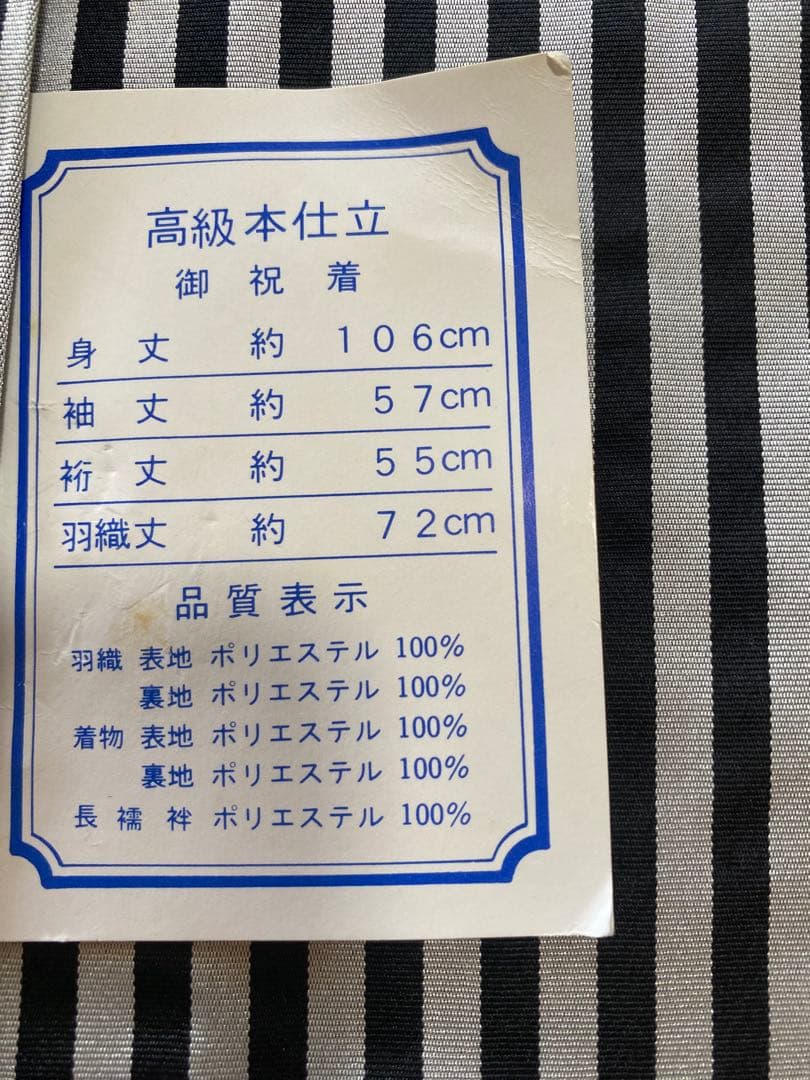 高級本仕立
御祝着
身丈 約 106cm
袖丈 約 57cm
裄丈 約 55cm
羽織丈 約 72cm
品質表示
羽織 表地 ポリエステル 100%
裏地 ポリエステル 100%
着物 表地 ポリエステル 100%
裏地 ポリエステル 100%
長襦袢 ポリエステル 100%